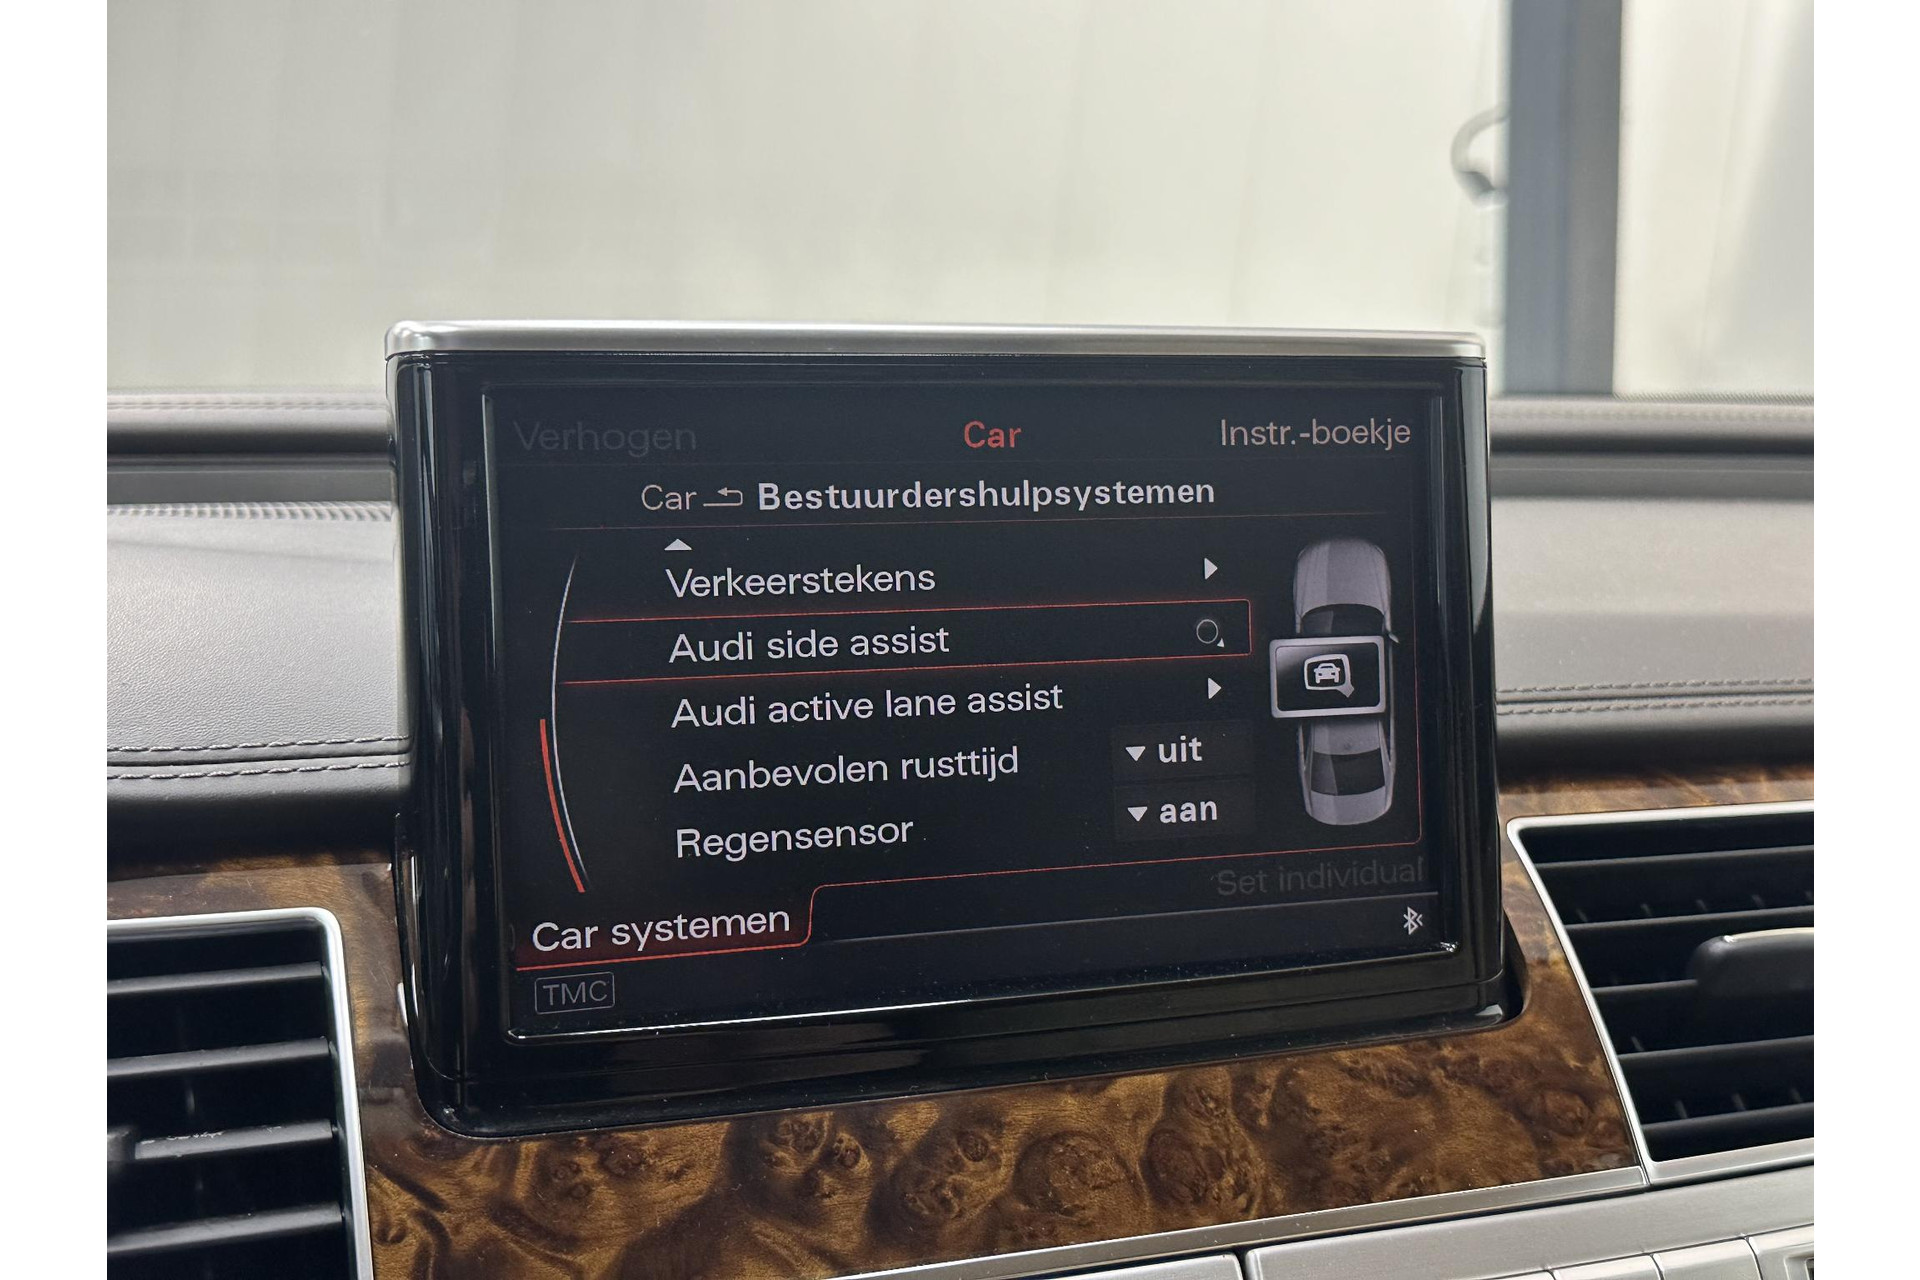 Verhogen Car Instr.-boekje
Car Bestuurdershulpsystemen
Verkeerstekens
Audi side assist
Audi active lane assist
Aanbevolen rusttijd uit
Regensensor aan
Set individual
Car systemen
TMC